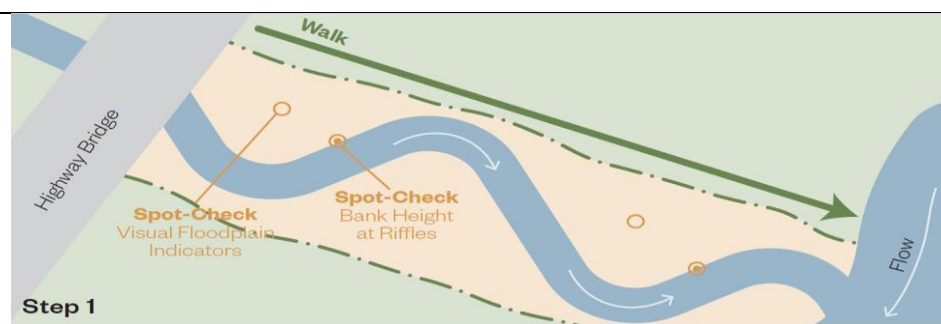 Walk
Highway Bridge
Spot-Check
Visual Floodplain
Indicators
Spot-Check
Bank Height
at Riffles
Flow
Step 1